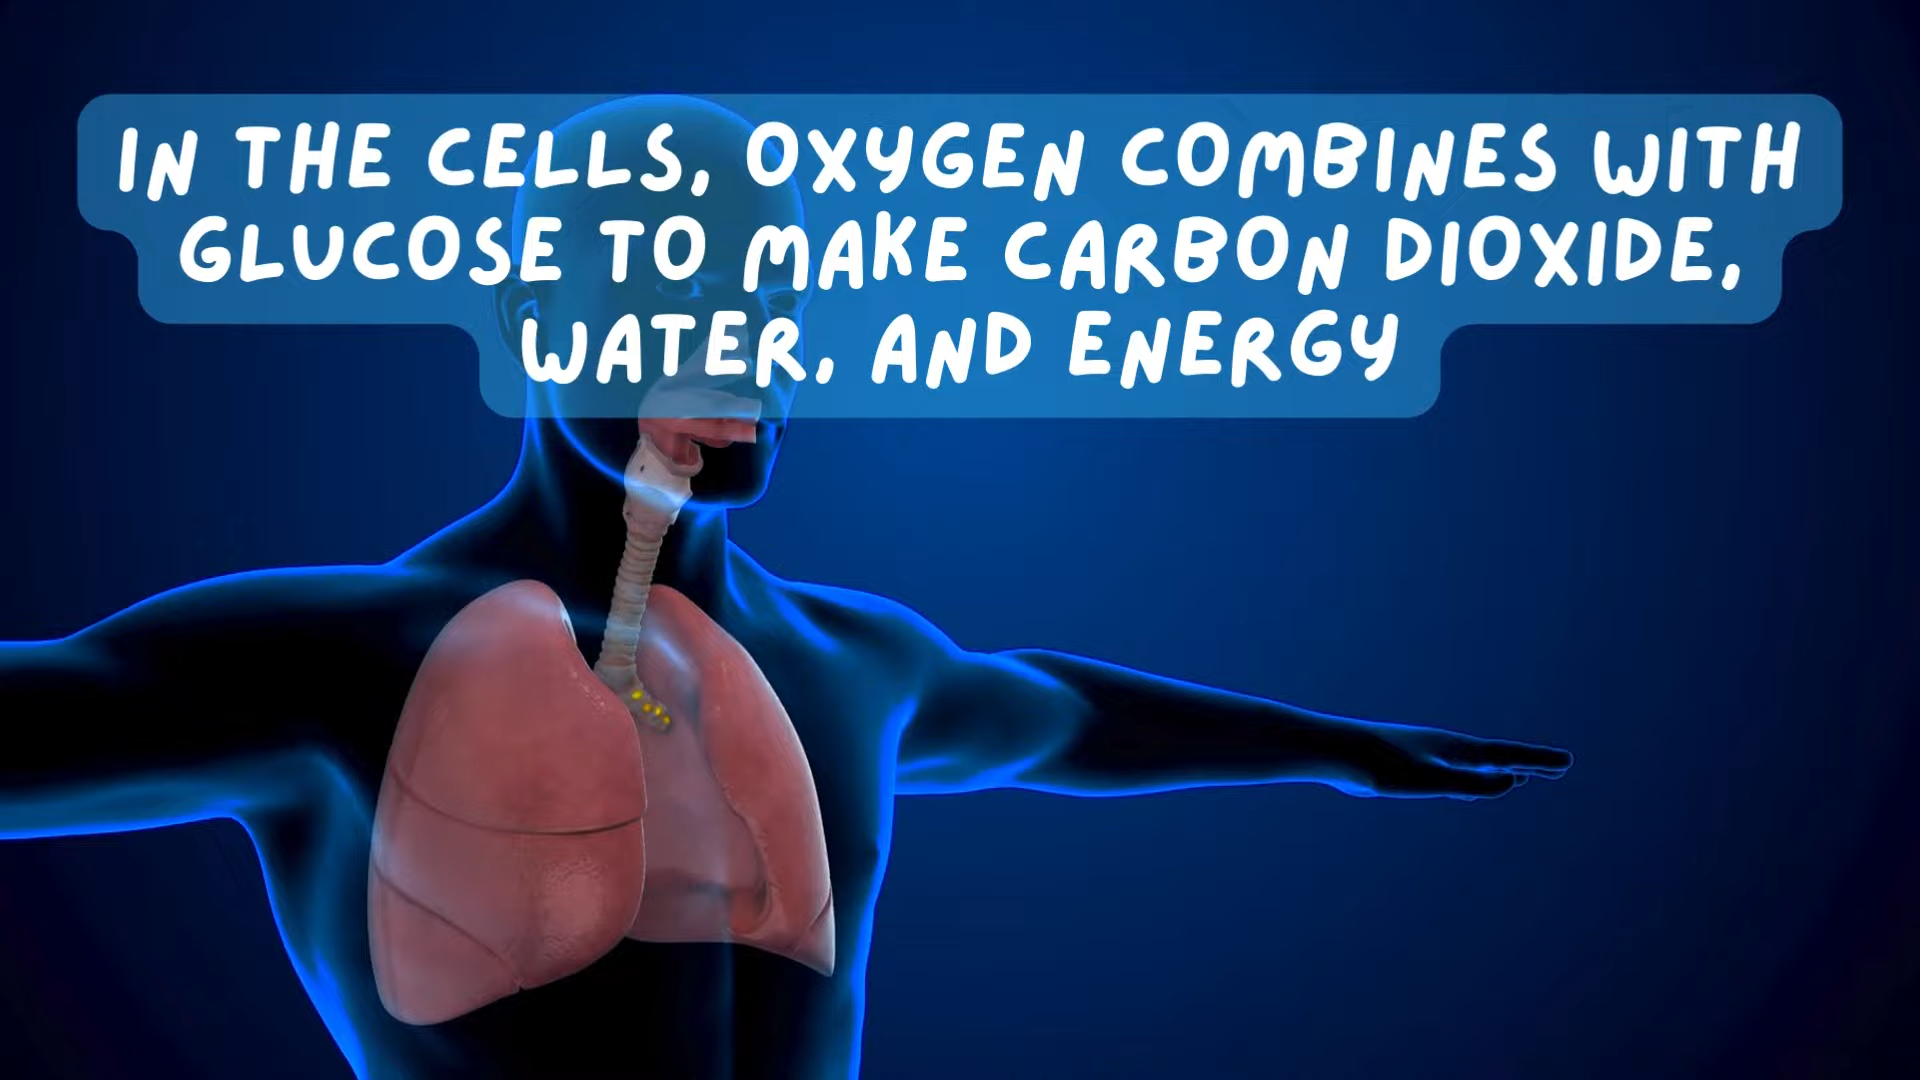 IN THE CELLS, OXYGEN COMBINES WITH
GLUCOSE TO MAKE CARBON DIOXIDE,
WATER, AND ENERGY